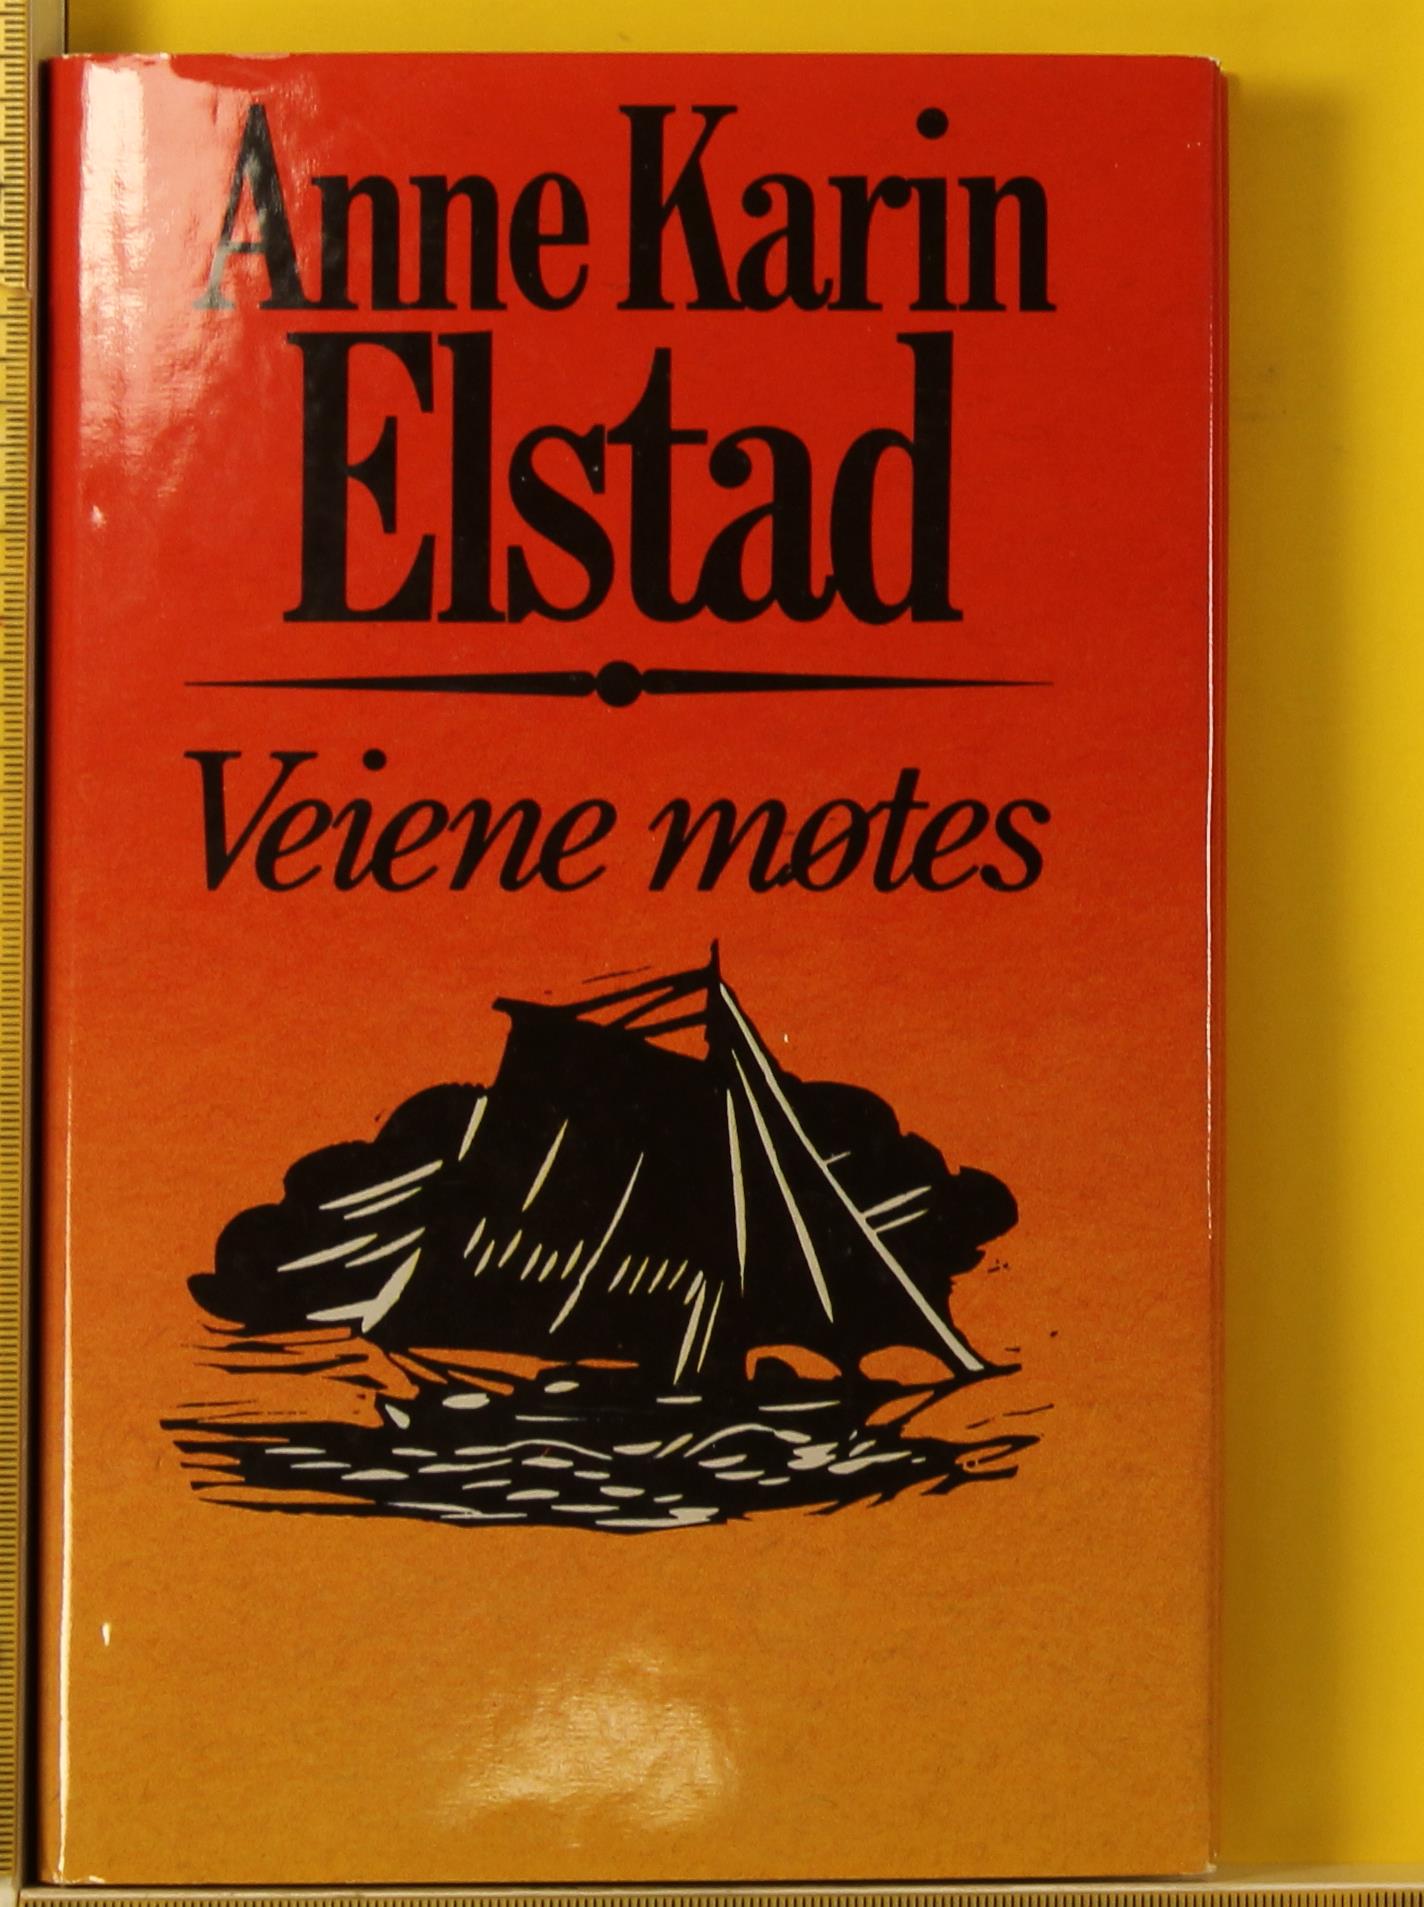 Anne Karin
Elstad
Veiene møtes